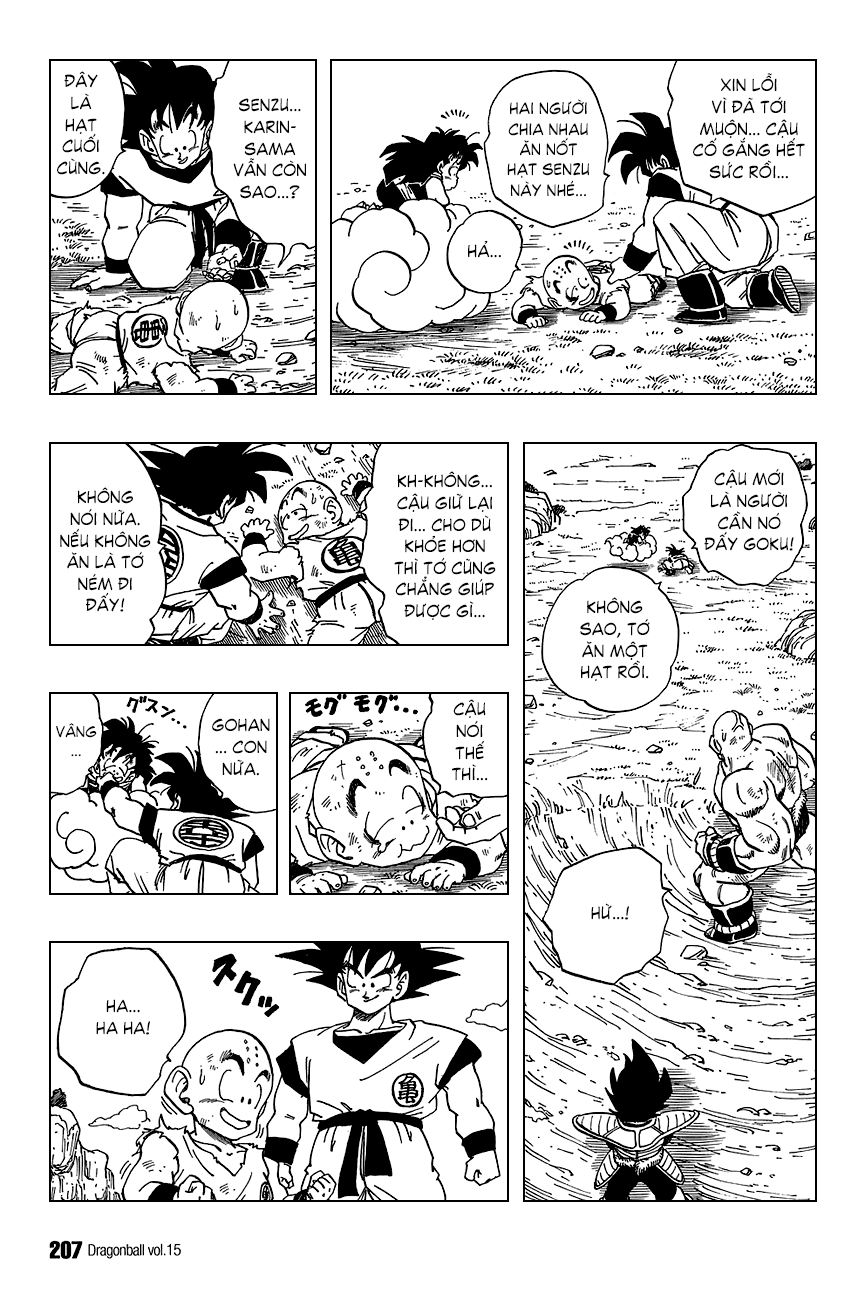 XIN LỖI
VÌ ĐÃ TỚI
MUỘN... CẬU
CỐ GẮNG HẾT
SỨC RỒI...
HAI NGƯỜI
CHIA NHAU
ĂN NỐT
HẠT SENZU
NÀY NHÉ...
HẢ...
SENZU...
KARIN-
SAMA
VẪN CÒN
SAO...?
ĐÂY
LÀ
HẠT
CUỐI
CÙNG.
CẬU MỚI
LÀ NGƯỜI
CẦN NÓ
ĐẤY GOKU!
KHÔNG
SAO, TỚ
ĂN MỘT
HẠT RỒI.
HỪ...!
KH-KHÔNG...
CẬU GIỮ LẠI
ĐI... CHO DÙ
KHỎE HƠN
THÌ TỚ CŨNG
CHẲNG GIÚP
ĐƯỢC GÌ...
KHÔNG
NÓI NỮA.
NẾU KHÔNG
ĂN LÀ TỚ
NÉM ĐI
ĐẤY!
CẬU
NÓI
THẾ
THÌ...
モグモグ...
GOHAN
... CON
NỮA.
グスン...
VÂNG
...
スクッ
亀
HA...
HA HA!
207 Dragonball vol.15